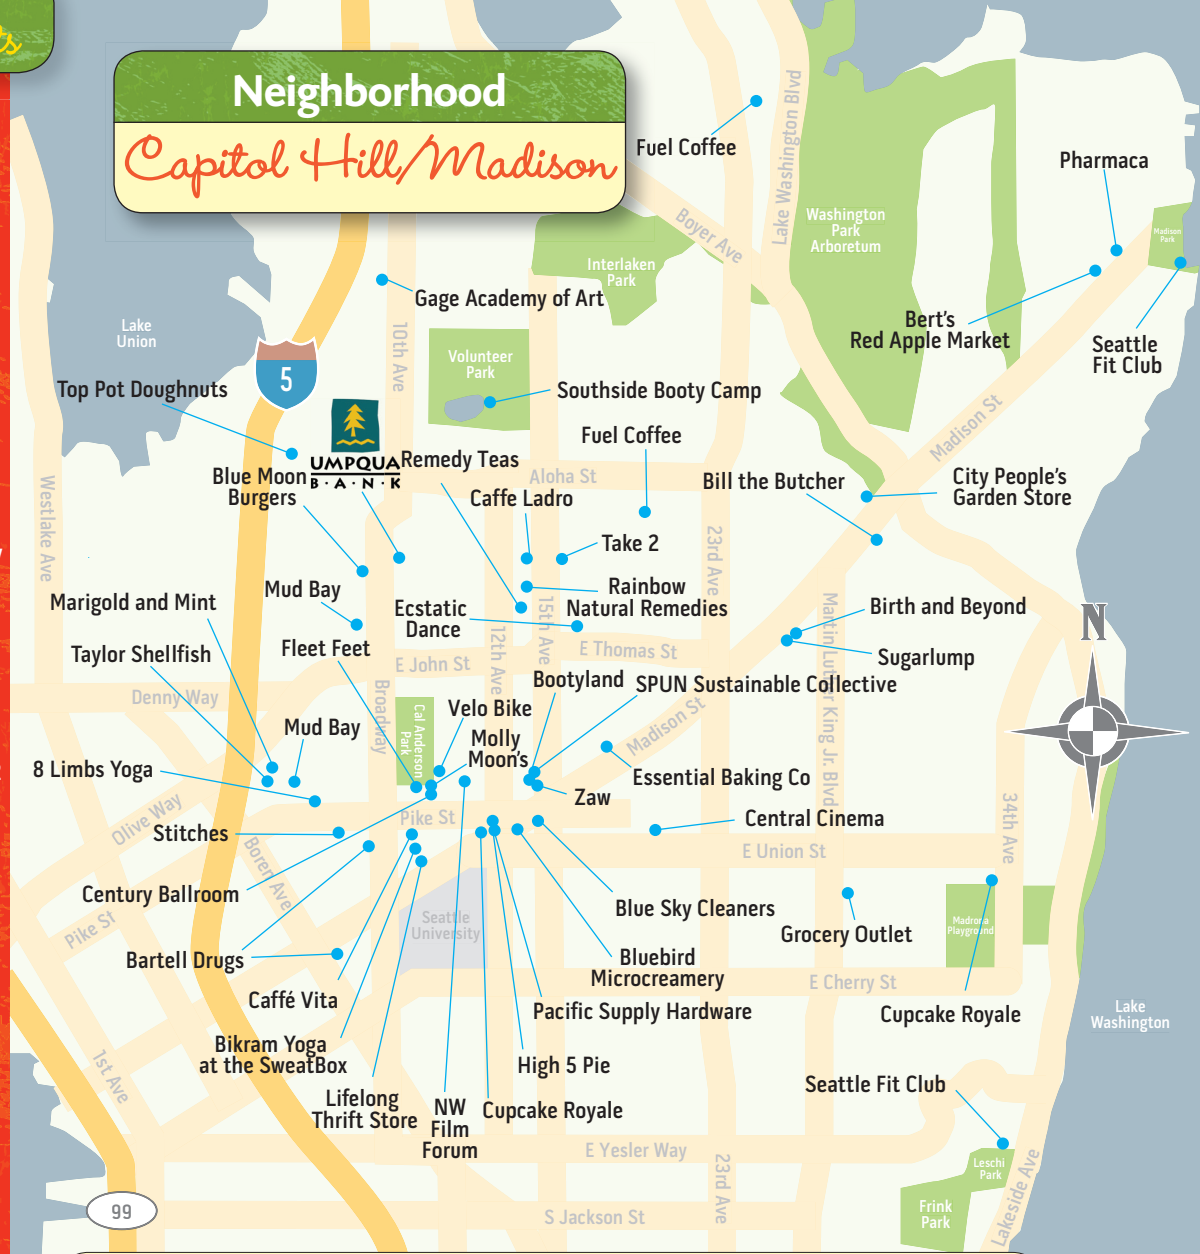 Neighborhood
Capitol Hill/Madison
Fuel Coffee
Lake Washington Blvd
Pharmaca
Boyer Ave
Washington
Park
Arboretum
Madison
Park
Interlaken
Park
Gage Academy of Art
Bert's
Red Apple Market
Seattle
Fit Club
Lake
Union
10th Ave
Volunteer
Park
5
Top Pot Doughnuts
Southside Booty Camp
Madison St
Fuel Coffee
UMPQUA
B·A·N·K
Remedy Teas
Aloha St
Blue Moon
Burgers
Caffe Ladro
Bill the Butcher
City People's
Garden Store
Westlake Ave
23rd Ave
Take 2
Rainbow
Natural Remedies
Mud Bay
Marigold and Mint
Ecstatic
Dance
15th Ave
Martin Luther King Jr. Blvd
Birth and Beyond
N
Fleet Feet
12th Ave
E Thomas St
Taylor Shellfish
E John St
Sugarlump
Denny Way
Broadway
Bootyland
SPUN Sustainable Collective
Cal Anderson
Park
Velo Bike
Madison St
Mud Bay
Molly
Moon's
8 Limbs Yoga
Essential Baking Co
Zaw
Olive Way
Pike St
Central Cinema
34th Ave
Stitches
Boren Ave
E Union St
Century Ballroom
Pike St
Seattle
University
Blue Sky Cleaners
Grocery Outlet
Madrona
Playground
Bartell Drugs
Bluebird
Microcreamery
E Cherry St
Caffé Vita
Pacific Supply Hardware
Cupcake Royale
Lake
Washington
Bikram Yoga
at the SweatBox
High 5 Pie
1st Ave
Seattle Fit Club
Lifelong
Thrift Store
NW
Film
Forum
Cupcake Royale
E Yesler Way
23rd Ave
Leschi
Park
Lakeside Ave
99
S Jackson St
Frink
Park